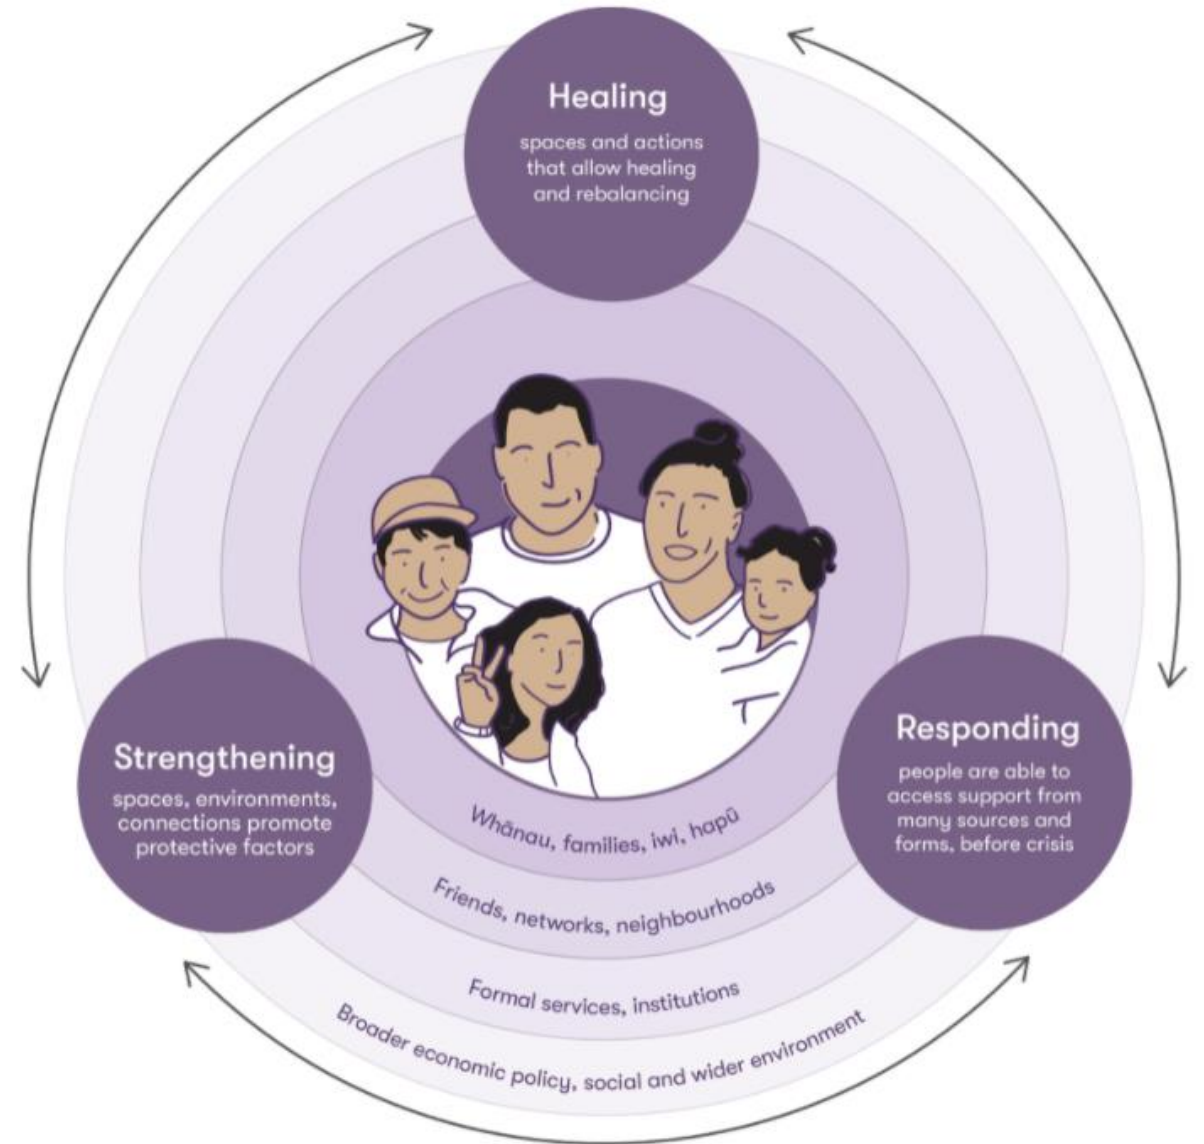 Healing
spaces and actions
that allow healing
and rebalancing
Strengthening
spaces, environments,
connections promote
protective factors
Responding
people are able to
access support from
many sources and
forms, before crisis
Whānau, families, iwi, hapū
Friends, networks, neighbourhoods
Formal services, institutions
Broader economic policy, social and wider environment